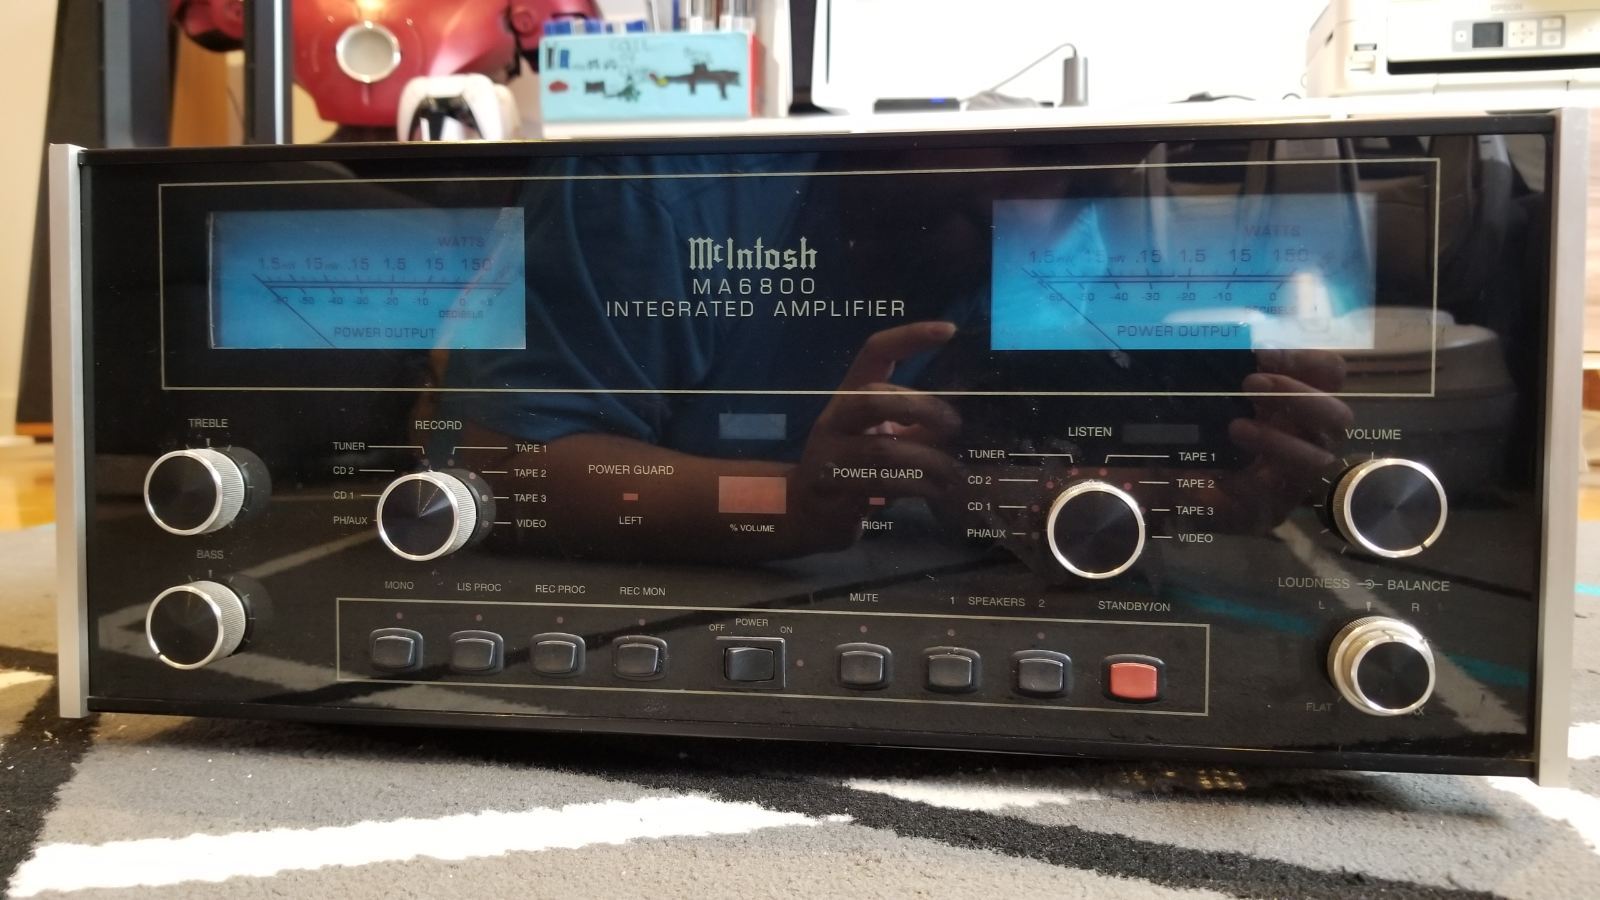 EPSON
WATTS
1.5mW 15mW .15 1.5 15 150
-60 -50 -30 -20 -10 0
DECIBELS
POWER OUTPUT
McIntosh
MA6800
INTEGRATED AMPLIFIER
WATTS
1.5mW 15mW .15 1.5 15 150
-60 -50 -30 -20 -10 0
DECIBELS
POWER OUTPUT
TREBLE
BASS
RECORD
TUNER TAPE 1
CD 2 TAPE 2
CD 1 TAPE 3
PH/AUX VIDEO
POWER GUARD
LEFT
% VOLUME
POWER GUARD
RIGHT
LISTEN
TUNER TAPE 1
CD 2 TAPE 2
CD 1 TAPE 3
PH/AUX VIDEO
VOLUME
LOUDNESS BALANCE
L R
FLAT
MONO LIS PROC REC PROC REC MON
POWER
OFF ON
MUTE 1 SPEAKERS 2 STANDBY/ON